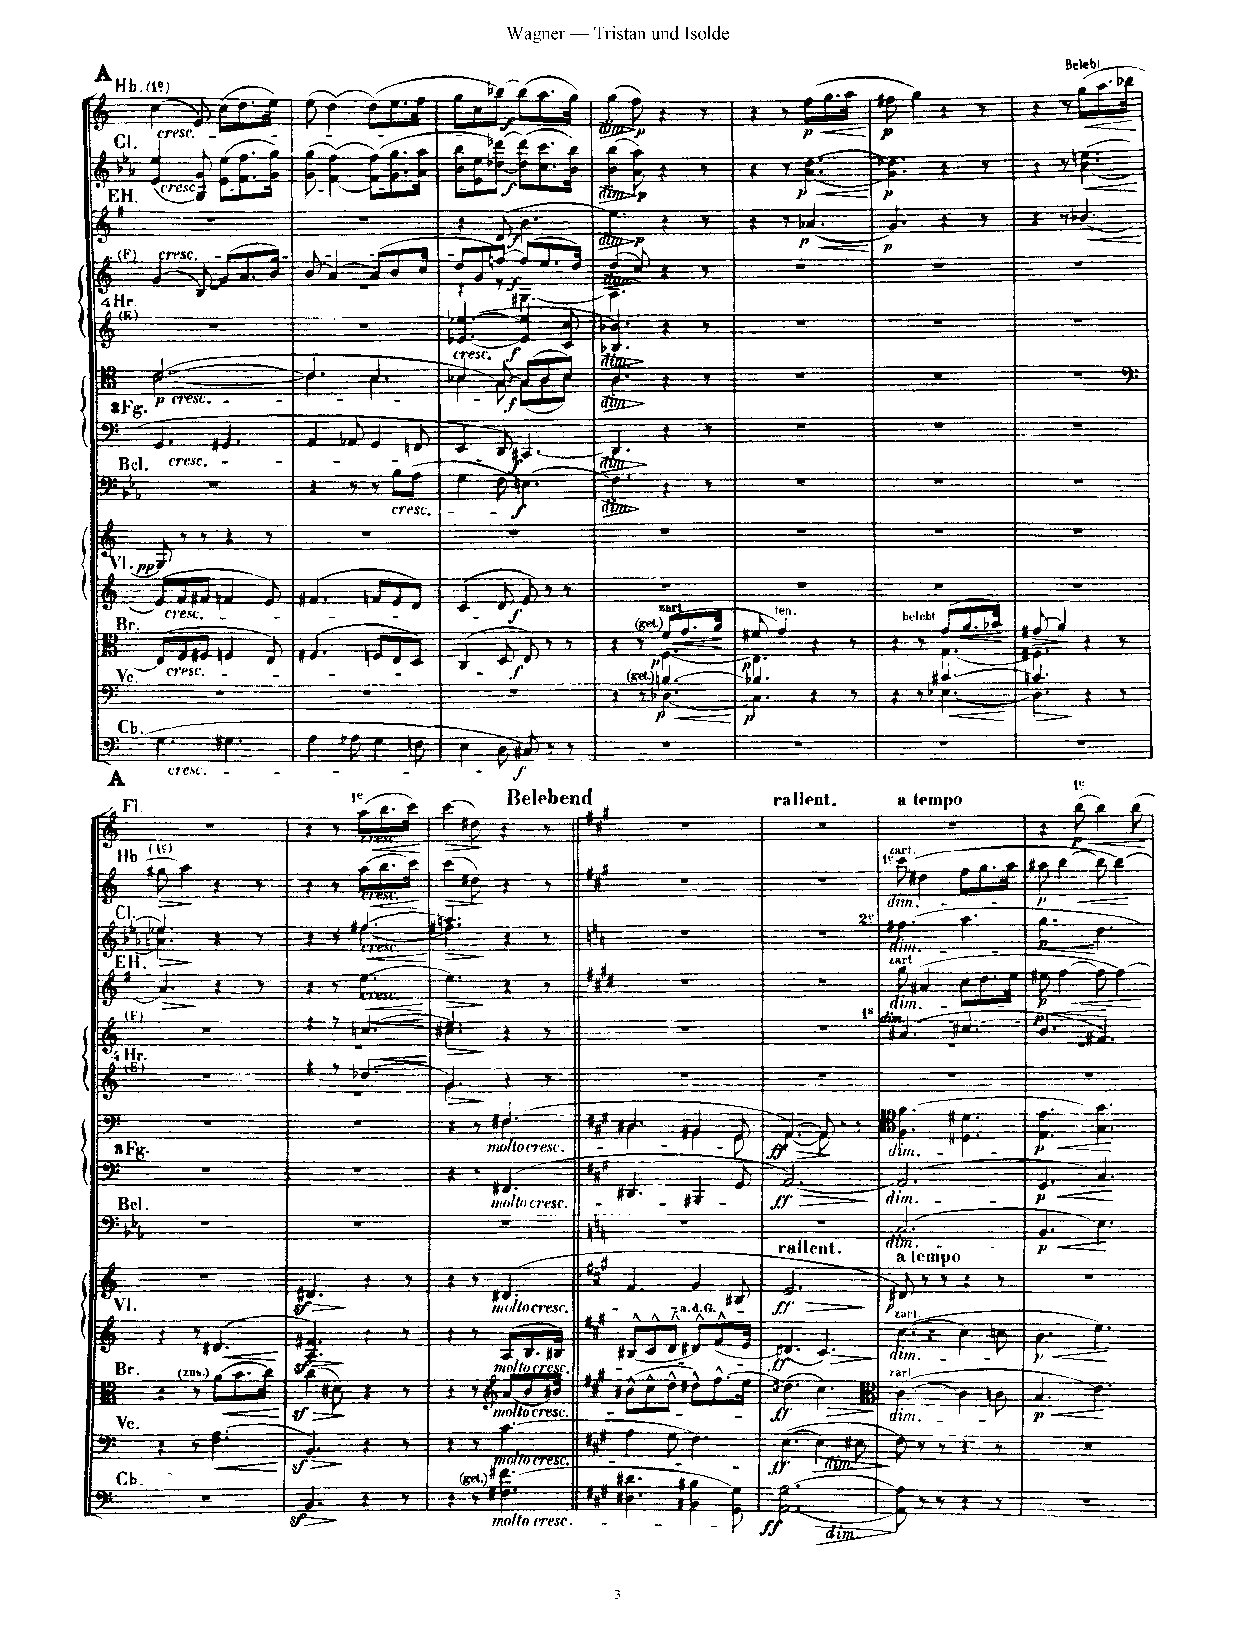 Wagner — Tristan und Isolde
Belebt
A
Hb. (1º)
cresc.
f
dim
p
p
p
Cl.
cresc
f
dim
p
p
p
EH.
f
dim
p
p
p
(F) cresc.
f
dim
4 Hr.
(E)
cresc. f
dim
p cresc.
f
dim
2 Fg.
cresc.
dim
Bcl.
cresc.
f
dim
Vl. pp
cresc.
f
zart
ten.
belebt
Br.
(get.)
cresc.
f
p
p
Vc.
(get.)
p
p
Cb.
cresc.
f
A
Fl.
1º
Belebend
rallent.
a tempo
1º
cresc
p
Hb (1º)
1º
zart.
cresc.
dim.
p
Cl.
2º
cresc
dim.
p
EH.
zart
cresc.
dim.
p
(F)
1º
dim
p
4 Hr.
(E)
molto cresc.
ff
dim.
p
2 Fg.
molto cresc.
ff
dim.
p
Bcl.
dim.
p
rallent.
a tempo
Vl.
sf
molto cresc.
ff
p
z.a.d.G.
zart
sf
molto cresc.
ff
dim.
p
Br.
(zus.)
zart
sf
molto cresc.
ff
dim.
p
Vc.
sf
molto cresc.
ff
dim
Cb.
(get.)
sf
molto cresc.
ff
dim.
3